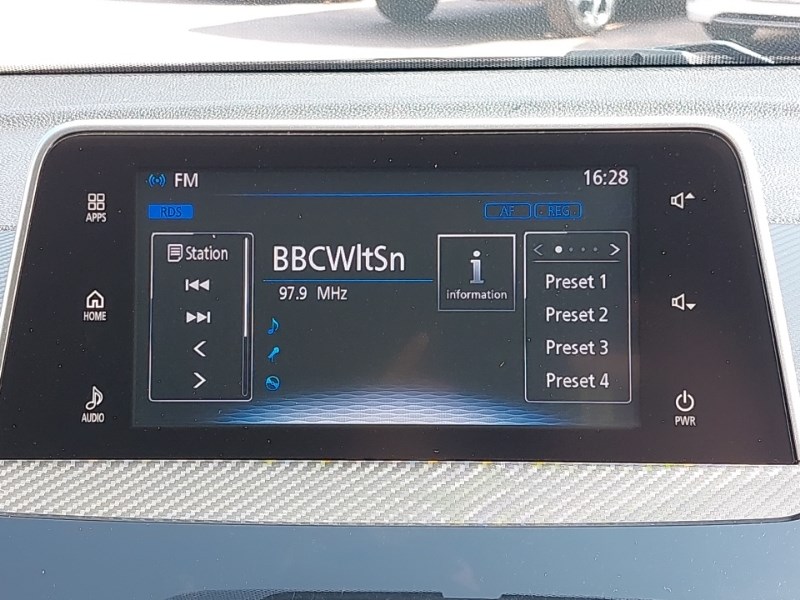 FM
16:28
APPS
RDS
AF
REG
Station
BBCWltSn
97.9 MHz
i
information
Preset 1
Preset 2
Preset 3
Preset 4
HOME
AUDIO
PWR